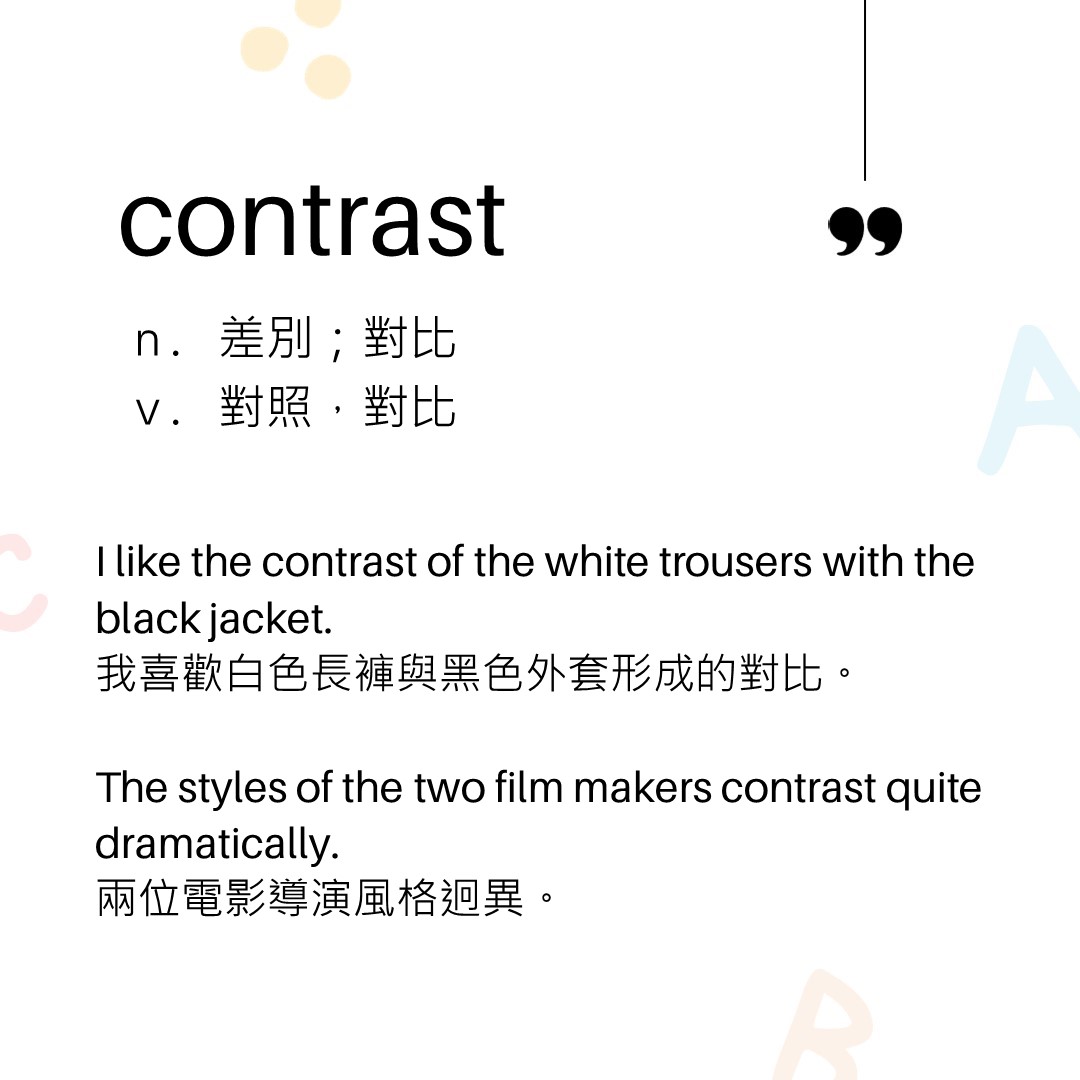 contrast
”
n. 差別；對比
v. 對照，對比
I like the contrast of the white trousers with the
black jacket.
我喜歡白色長褲與黑色外套形成的對比。
The styles of the two film makers contrast quite
dramatically.
兩位電影導演風格迥異。
A
C
B